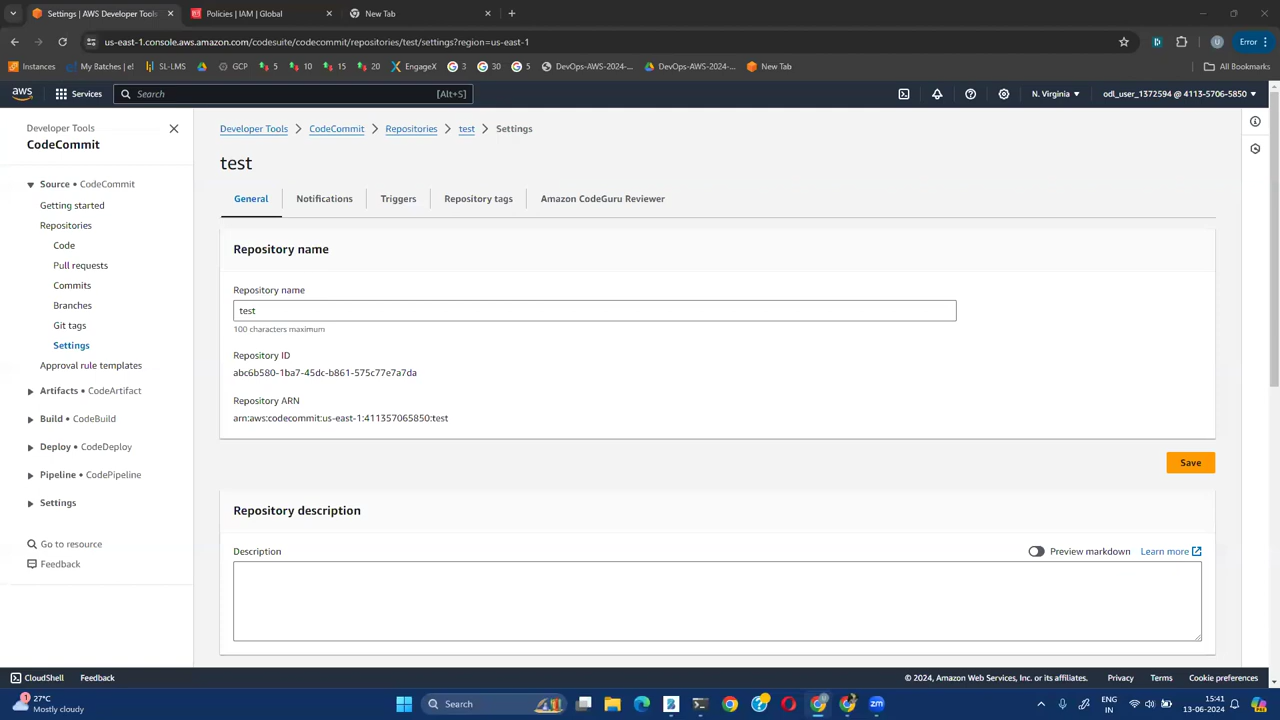 Settings | AWS Developer Tools
Policies | IAM | Global
New Tab
us-east-1.console.aws.amazon.com/codesuite/codecommit/repositories/test/settings?region=us-east-1
Error
Instances
My Batches | e!
SL-LMS
GCP
5
10
15
20
EngageX
3
30
5
DevOps-AWS-2024-...
DevOps-AWS-2024-...
New Tab
All Bookmarks
aws
Services
Search
[Alt+S]
N. Virginia
odl_user_1372594 @ 4113-5706-5850
Developer Tools
CodeCommit
Source • CodeCommit
Getting started
Repositories
Code
Pull requests
Commits
Branches
Git tags
Settings
Approval rule templates
Artifacts • CodeArtifact
Build • CodeBuild
Deploy • CodeDeploy
Pipeline • CodePipeline
Settings
Go to resource
Feedback
Developer Tools > CodeCommit > Repositories > test > Settings
test
General
Notifications
Triggers
Repository tags
Amazon CodeGuru Reviewer
Repository name
Repository name
test
100 characters maximum
Repository ID
abc6b580-1ba7-45dc-b861-575c77e7a7da
Repository ARN
arn:aws:codecommit:us-east-1:411357065850:test
Save
Repository description
Description
Preview markdown
Learn more
CloudShell
Feedback
© 2024, Amazon Web Services, Inc. or its affiliates.
Privacy
Terms
Cookie preferences
1
27°C
Mostly cloudy
Search
ENG
IN
15:41
13-06-2024